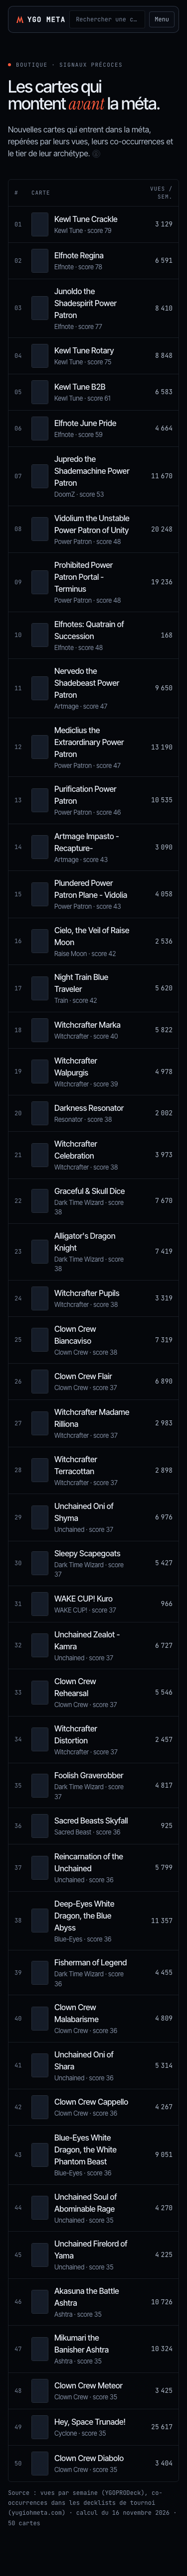 YGO META
Rechercher une c…
Menu
BOUTIQUE · SIGNAUX PRÉCOCES
Les cartes qui
montent avant la méta.
Nouvelles cartes qui entrent dans la méta,
repérées par leurs vues, leurs co-occurrences et
le tier de leur archétype.
# CARTE VUES /
SEM.
01 Kewl Tune Crackle 3 129
Kewl Tune · score 79
02 Elfnote Regina 6 591
Elfnote · score 78
Junoldo the
03 Shadespirit Power 8 410
Patron
Elfnote · score 77
04 Kewl Tune Rotary 8 848
Kewl Tune · score 75
05 Kewl Tune B2B 6 583
Kewl Tune · score 61
06 Elfnote June Pride 4 664
Elfnote · score 59
Jupredo the
07 Shademachine Power 11 670
Patron
DoomZ · score 53
08 Vidolium the Unstable 20 248
Power Patron of Unity
Power Patron · score 48
Prohibited Power
09 Patron Portal - 19 236
Terminus
Power Patron · score 48
10 Elfnotes: Quatrain of 168
Succession
Elfnote · score 48
Nervedo the
11 Shadebeast Power 9 650
Patron
Artmage · score 47
Mediclius the
12 Extraordinary Power 13 190
Patron
Power Patron · score 47
13 Purification Power 10 535
Patron
Power Patron · score 46
14 Artmage Impasto - 3 090
Recapture-
Artmage · score 43
15 Plundered Power 4 058
Patron Plane - Vidolia
Power Patron · score 43
16 Cielo, the Veil of Raise 2 536
Moon
Raise Moon · score 42
17 Night Train Blue 5 620
Traveler
Train · score 42
18 Witchcrafter Marka 5 822
Witchcrafter · score 40
19 Witchcrafter 4 978
Walpurgis
Witchcrafter · score 39
20 Darkness Resonator 2 002
Resonator · score 38
21 Witchcrafter 3 973
Celebration
Witchcrafter · score 38
22 Graceful & Skull Dice 7 670
Dark Time Wizard · score
38
23 Alligator's Dragon 7 419
Knight
Dark Time Wizard · score
38
24 Witchcrafter Pupils 3 319
Witchcrafter · score 38
25 Clown Crew 7 319
Biancaviso
Clown Crew · score 38
26 Clown Crew Flair 6 890
Clown Crew · score 37
27 Witchcrafter Madame 2 983
Rilliona
Witchcrafter · score 37
28 Witchcrafter 2 898
Terracottan
Witchcrafter · score 37
29 Unchained Oni of 6 976
Shyma
Unchained · score 37
30 Sleepy Scapegoats 5 427
Dark Time Wizard · score
37
31 WAKE CUP! Kuro 966
WAKE CUP! · score 37
32 Unchained Zealot - 6 727
Kamra
Unchained · score 37
33 Clown Crew 5 546
Rehearsal
Clown Crew · score 37
34 Witchcrafter 2 457
Distortion
Witchcrafter · score 37
35 Foolish Graverobber 4 817
Dark Time Wizard · score
37
36 Sacred Beasts Skyfall 925
Sacred Beast · score 36
37 Reincarnation of the 5 799
Unchained
Unchained · score 36
Deep-Eyes White
38 Dragon, the Blue 11 357
Abyss
Blue-Eyes · score 36
39 Fisherman of Legend 4 455
Dark Time Wizard · score
36
40 Clown Crew 4 809
Malabarisme
Clown Crew · score 36
41 Unchained Oni of 5 314
Shara
Unchained · score 36
42 Clown Crew Cappello 4 267
Clown Crew · score 36
Blue-Eyes White
43 Dragon, the White 9 051
Phantom Beast
Blue-Eyes · score 36
44 Unchained Soul of 4 270
Abominable Rage
Unchained · score 35
45 Unchained Firelord of 4 225
Yama
Unchained · score 35
46 Akasuna the Battle 10 726
Ashtra
Ashtra · score 35
47 Mikumari the 10 324
Banisher Ashtra
Ashtra · score 35
48 Clown Crew Meteor 3 425
Clown Crew · score 35
49 Hey, Space Trunade! 25 617
Cyclone · score 35
50 Clown Crew Diabolo 3 404
Clown Crew · score 35
Source : vues par semaine (YGOPRODeck), co-
occurrences dans les decklists de tournoi
(yugiohmeta.com) · calcul du 16 novembre 2026 ·
50 cartes